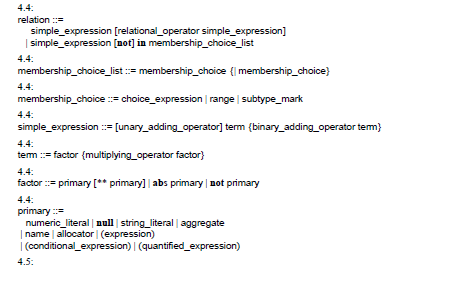 4.4:
relation ::=
simple_expression [relational_operator simple_expression]
| simple_expression [not] in membership_choice_list
4.4:
membership_choice_list ::= membership_choice {| membership_choice}
4.4:
membership_choice ::= choice_expression | range | subtype_mark
4.4:
simple_expression ::= [unary_adding_operator] term {binary_adding_operator term}
4.4:
term ::= factor {multiplying_operator factor}
4.4:
factor ::= primary [** primary] | abs primary | not primary
4.4:
primary ::=
numeric_literal | null | string_literal | aggregate
| name | allocator | (expression)
| (conditional_expression) | (quantified_expression)
4.5: